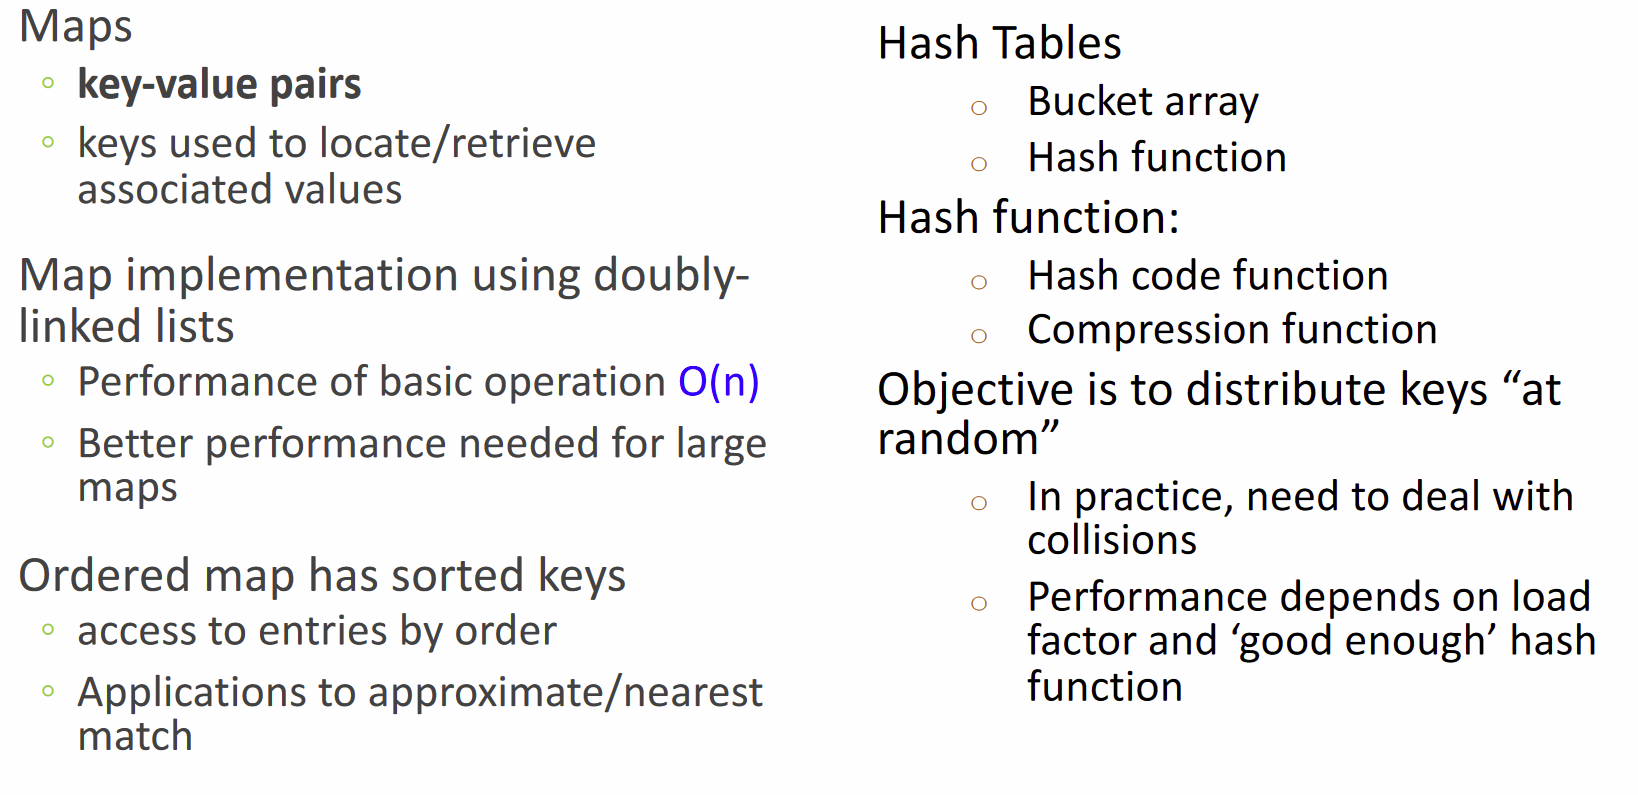 Maps
◦ key-value pairs
◦ keys used to locate/retrieve
associated values
Map implementation using doubly-
linked lists
◦ Performance of basic operation O(n)
◦ Better performance needed for large
maps
Ordered map has sorted keys
◦ access to entries by order
◦ Applications to approximate/nearest
match
Hash Tables
o Bucket array
o Hash function
Hash function:
o Hash code function
o Compression function
Objective is to distribute keys “at
random”
o In practice, need to deal with
collisions
o Performance depends on load
factor and ‘good enough’ hash
function